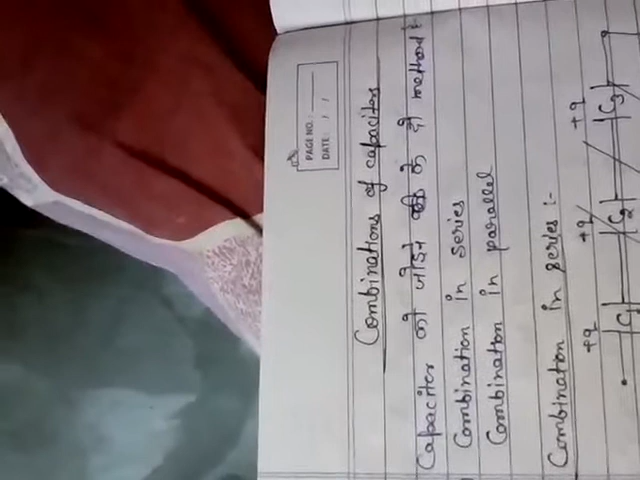 PAGE NO.:
DATE: / /
Combinations of capacitors
Capacitor को जोड़ने के दो method :-
Combination in series
Combination in parallel
Combination in series :-
+q +q +q
C₁ C₂ C₃